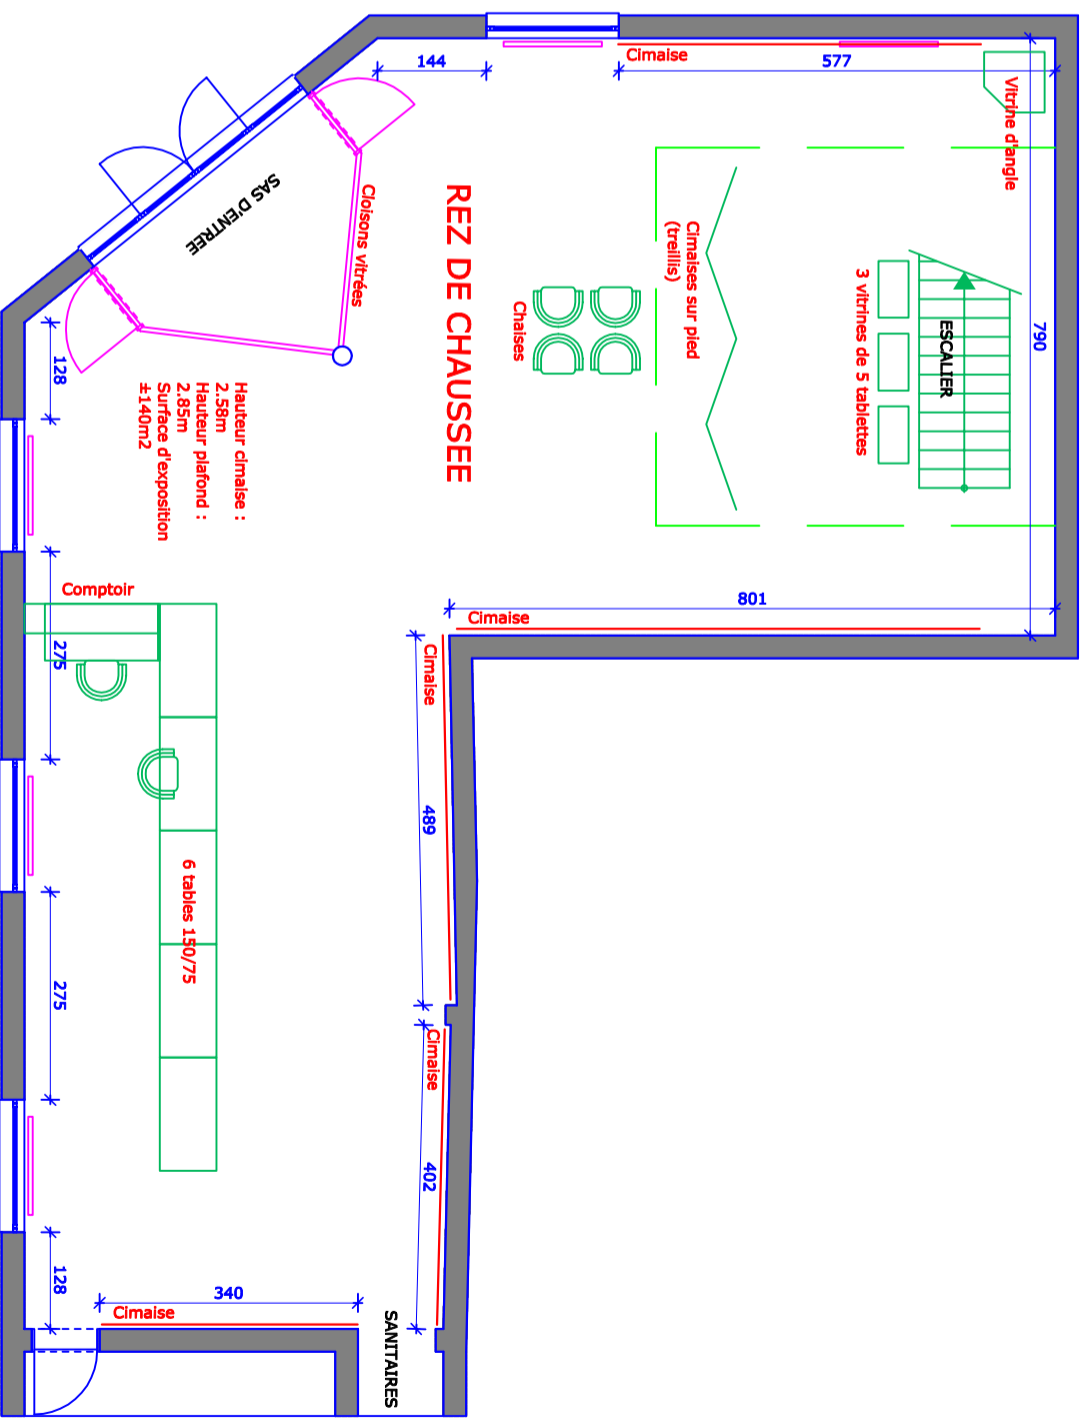 Cimaise
144
577
Vitrine d'angle
790
SAS D'ENTREE
Cloisons vitrées
REZ DE CHAUSSEE
Cimaises sur pied
(treillis)
Chaises
3 vitrines de 5 tablettes
ESCALIER
128
Hauteur cimaise :
2.58m
Hauteur plafond :
2.85m
Surface d'exposition
±140m2
Comptoir
275
801
Cimaise
Cimaise
489
6 tables 150/75
275
Cimaise
402
128
340
Cimaise
SANITAIRES